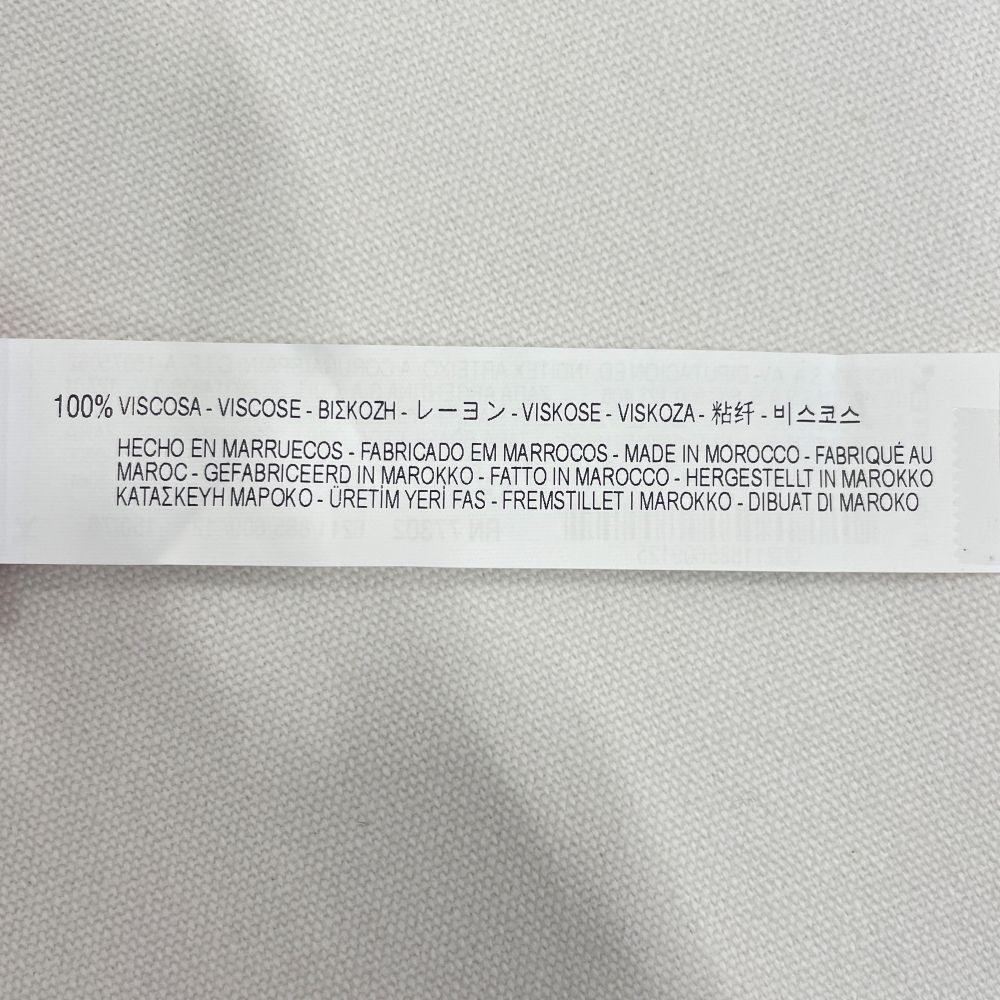 100% VISCOSA - VISCOSE - ΒΙΣΚΟΖΗ - レーヨン - VISKOSE - VISKOZA - 粘纤 - 비스코스
HECHO EN MARRUECOS - FABRICADO EM MARROCOS - MADE IN MOROCCO - FABRIQUÉ AU
MAROC - GEFABRICEERD IN MAROKKO - FATTO IN MAROCCO - HERGESTELLT IN MAROKKO
ΚΑΤΑΣΚΕΥΗ ΜΑΡΟΚΟ - ÜRETİM YERİ FAS - FREMSTILLET I MAROKKO - DIBUAT DI MAROKO
RN 77302